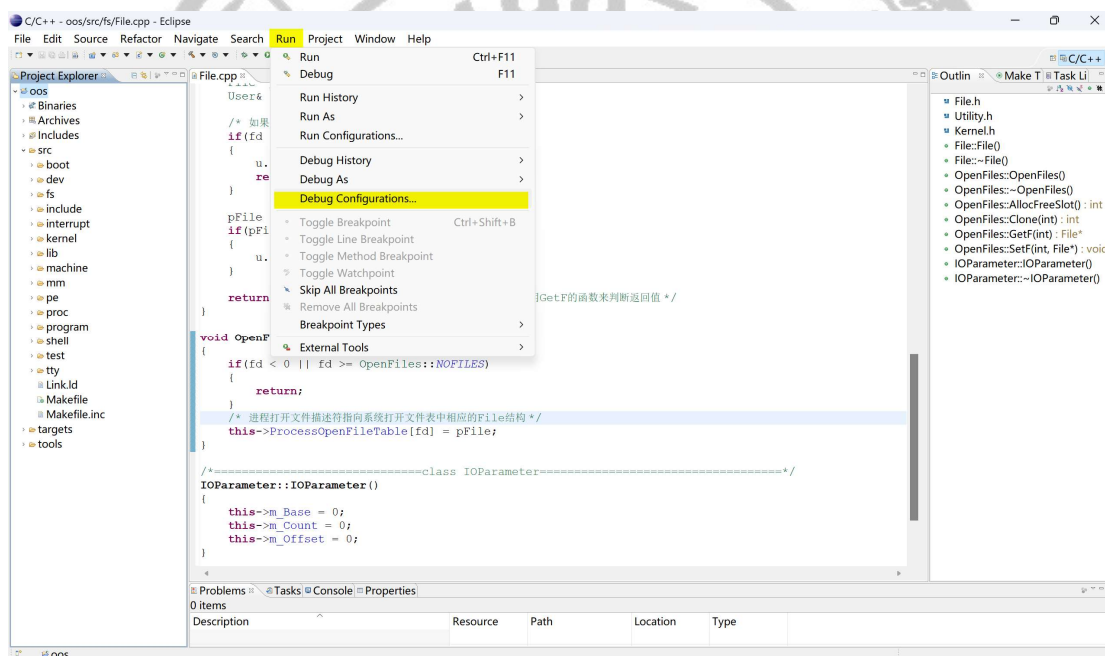 C/C++ - oos/src/fs/File.cpp - Eclipse
File Edit Source Refactor Navigate Search Run Project Window Help
Run Ctrl+F11
Debug F11
Run History
Run As
Run Configurations...
Debug History
Debug As
Debug Configurations...
Toggle Breakpoint Ctrl+Shift+B
Toggle Line Breakpoint
Toggle Method Breakpoint
Toggle Watchpoint
Skip All Breakpoints
Remove All Breakpoints
Breakpoint Types
External Tools
C/C++
Project Explorer
oos
Binaries
Archives
Includes
src
boot
dev
fs
include
interrupt
kernel
lib
machine
mm
pe
proc
program
shell
test
tty
Link.ld
Makefile
Makefile.inc
targets
tools
File.cpp
User&
/* 如果
if(fd
{
u.
re
}
pFile
if(pFi
{
u.
}
return GetF的函数来判断返回值 */
}
void OpenF
{
if(fd < 0 || fd >= OpenFiles::NOFILES)
{
return;
}
/* 进程打开文件描述符指向系统打开文件表中相应的File结构 */
this->ProcessOpenFileTable[fd] = pFile;
}
/*==============================class IOParameter===================================*/
IOParameter::IOParameter()
{
this->m_Base = 0;
this->m_Count = 0;
this->m_Offset = 0;
}
Outlin Make T Task Li
File.h
Utility.h
Kernel.h
File::File()
File::~File()
OpenFiles::OpenFiles()
OpenFiles::~OpenFiles()
OpenFiles::AllocFreeSlot() : int
OpenFiles::Clone(int) : int
OpenFiles::GetF(int) : File*
OpenFiles::SetF(int, File*) : void
IOParameter::IOParameter()
IOParameter::~IOParameter()
Problems Tasks Console Properties
0 items
Description Resource Path Location Type
oos